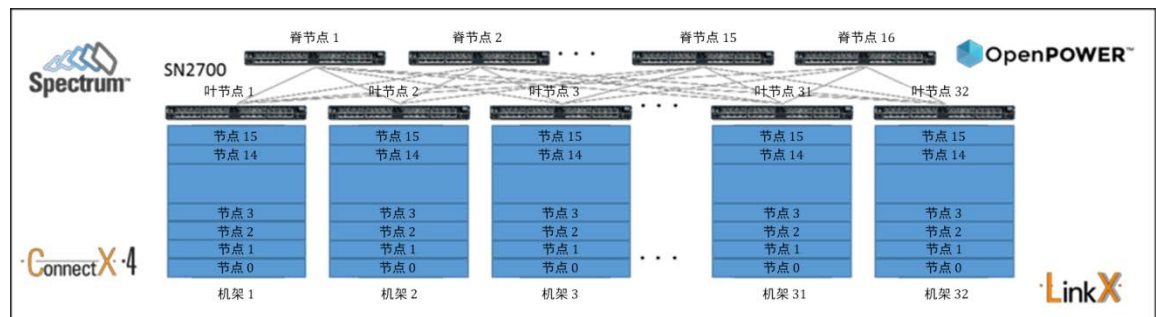 脊节点 1 脊节点 2 脊节点 15 脊节点 16
Spectrum™ SN2700 OpenPOWER™
叶节点 1 叶节点 2 叶节点 3 叶节点 31 叶节点 32
节点 15 节点 15 节点 15 节点 15 节点 15
节点 14 节点 14 节点 14 节点 14 节点 14
节点 3 节点 3 节点 3 节点 3 节点 3
节点 2 节点 2 节点 2 节点 2 节点 2
节点 1 节点 1 节点 1 节点 1 节点 1
ConnectX·4 节点 0 节点 0 节点 0 节点 0 节点 0
机架 1 机架 2 机架 3 机架 31 机架 32
LinkX